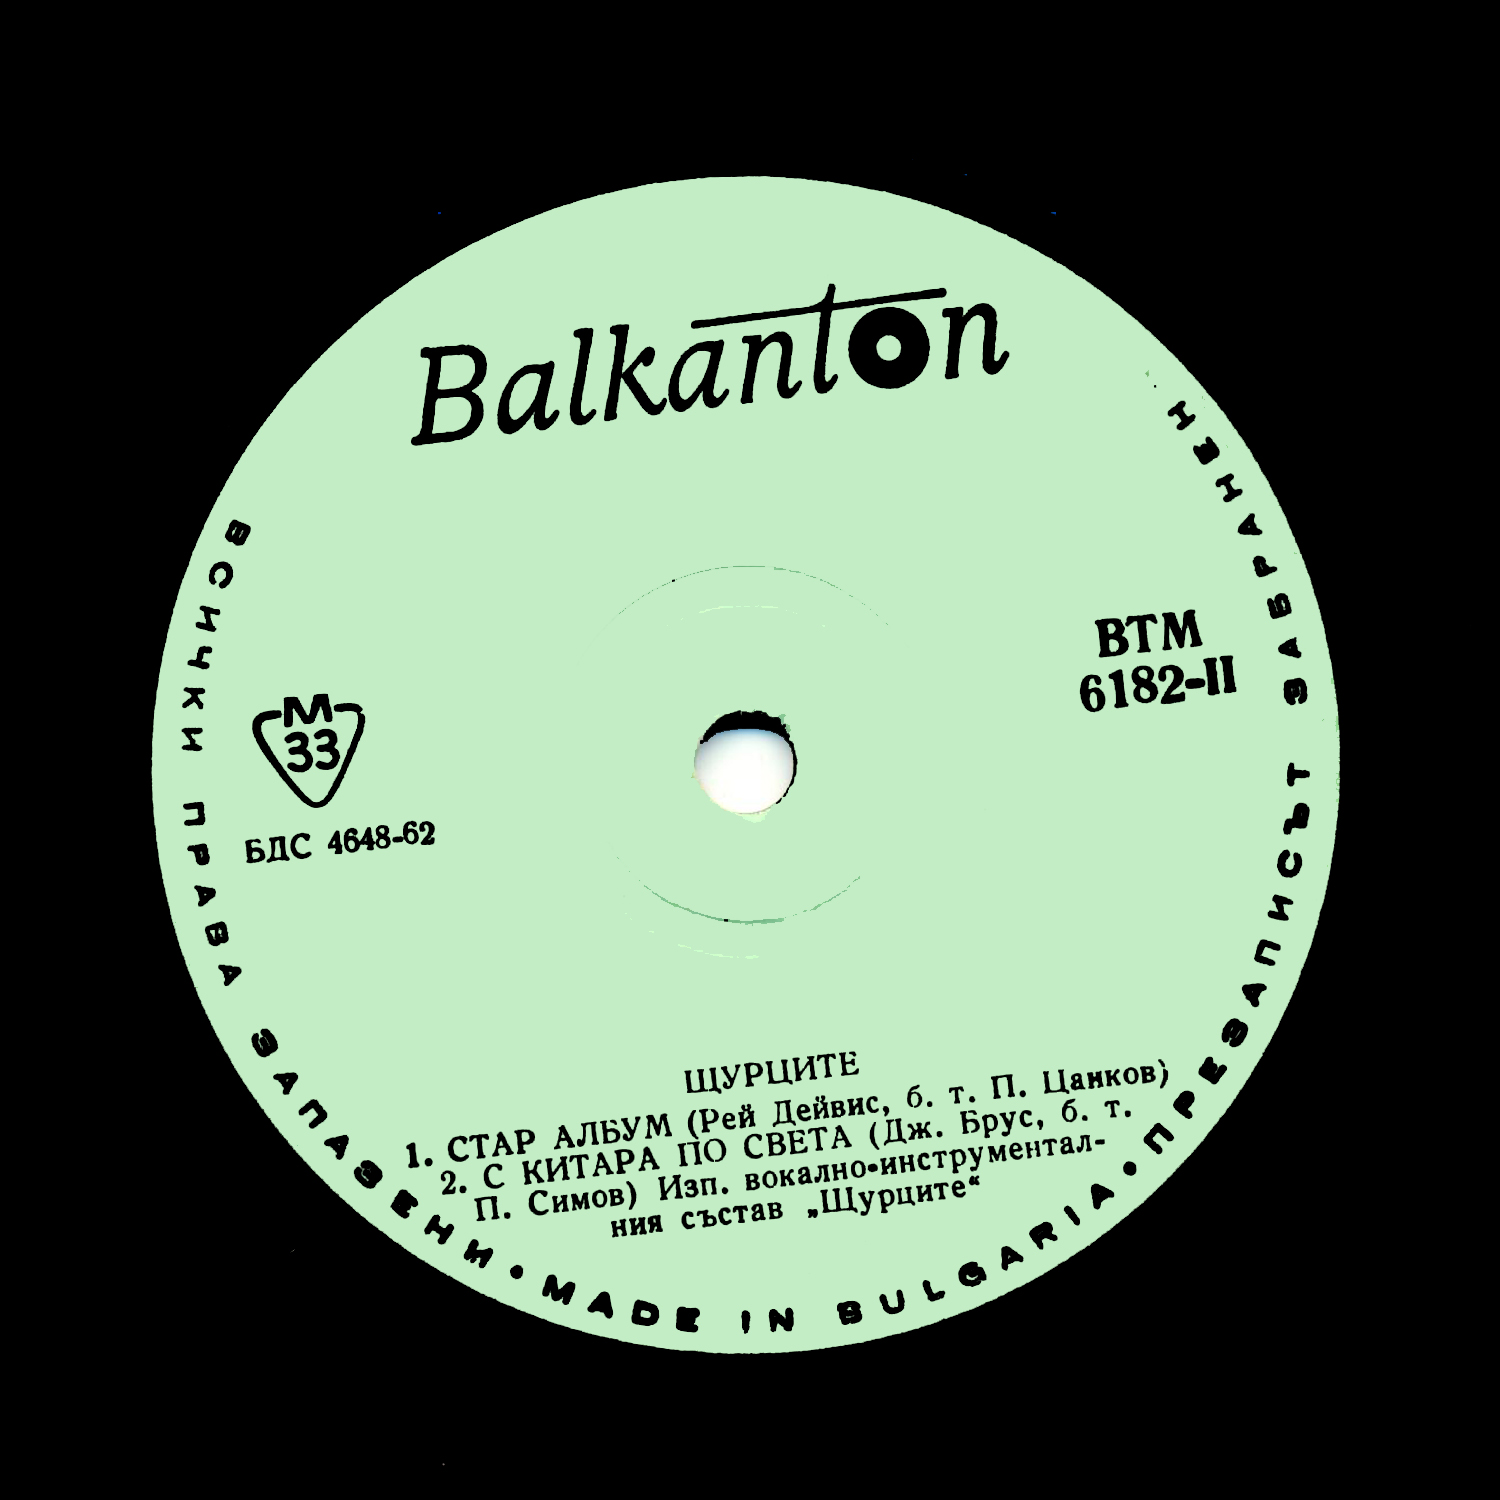 Balkanton
ВТМ
6182-II
М
33
БДС 4648-62
ЩУРЦИТЕ
1. СТАР АЛБУМ (Рей Дейвис, б. т. П. Цанков)
2. С КИТАРА ПО СВЕТА (Дж. Брус, б. т.
П. Симов) Изп. вокално-инструментал-
ния състав „Щурците“
ВСИЧКИ ПРАВА ЗАПАЗЕНИ • MADE IN BULGARIA • ПРЕЗАПИСЪТ ЗАБРАНЕН